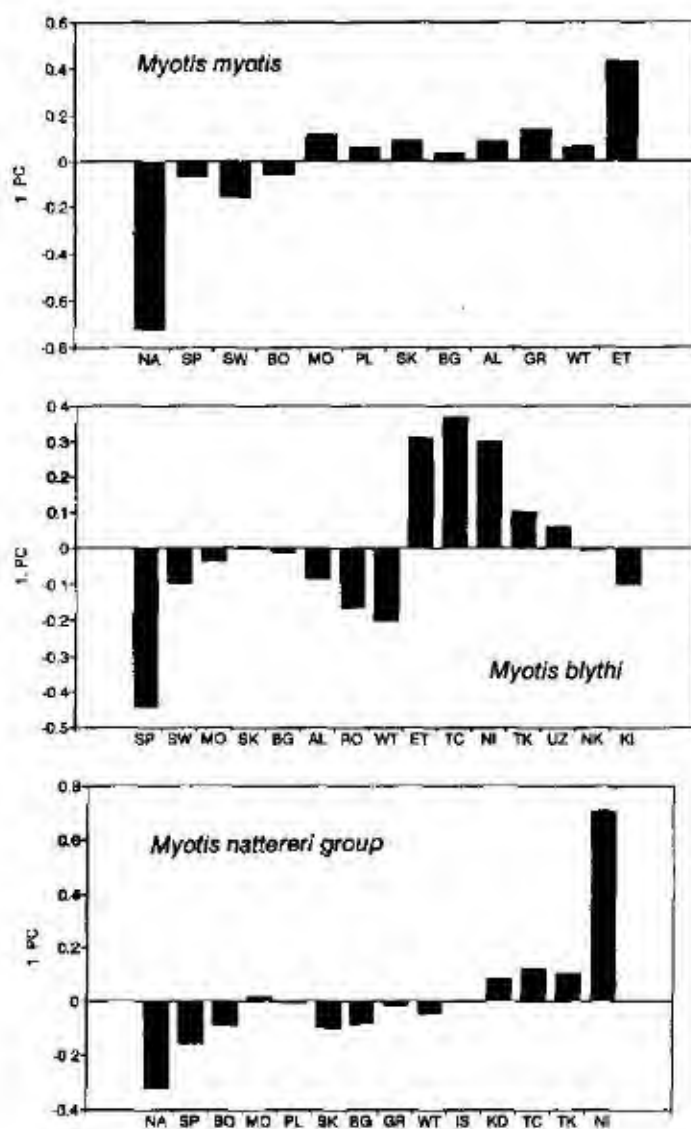 0.6
Myotis myotis
0.4
0.2
0
1. PC
-0.2
-0.4
-0.6
-0.8
NA SP SW BO MO PL SK BG AL GR WT ET
0.4
0.3
0.2
0.1
0
1. PC
-0.1
-0.2
-0.3
Myotis blythi
-0.4
-0.5
SP SW MO SK BG AL RO WT ET TC NI TK UZ NK KI
0.8
0.6
Myotis nattereri group
0.4
1. PC
0.2
0
-0.2
-0.4
NA SP BO MO PL SK BG GR WT IS KD TC TK NI